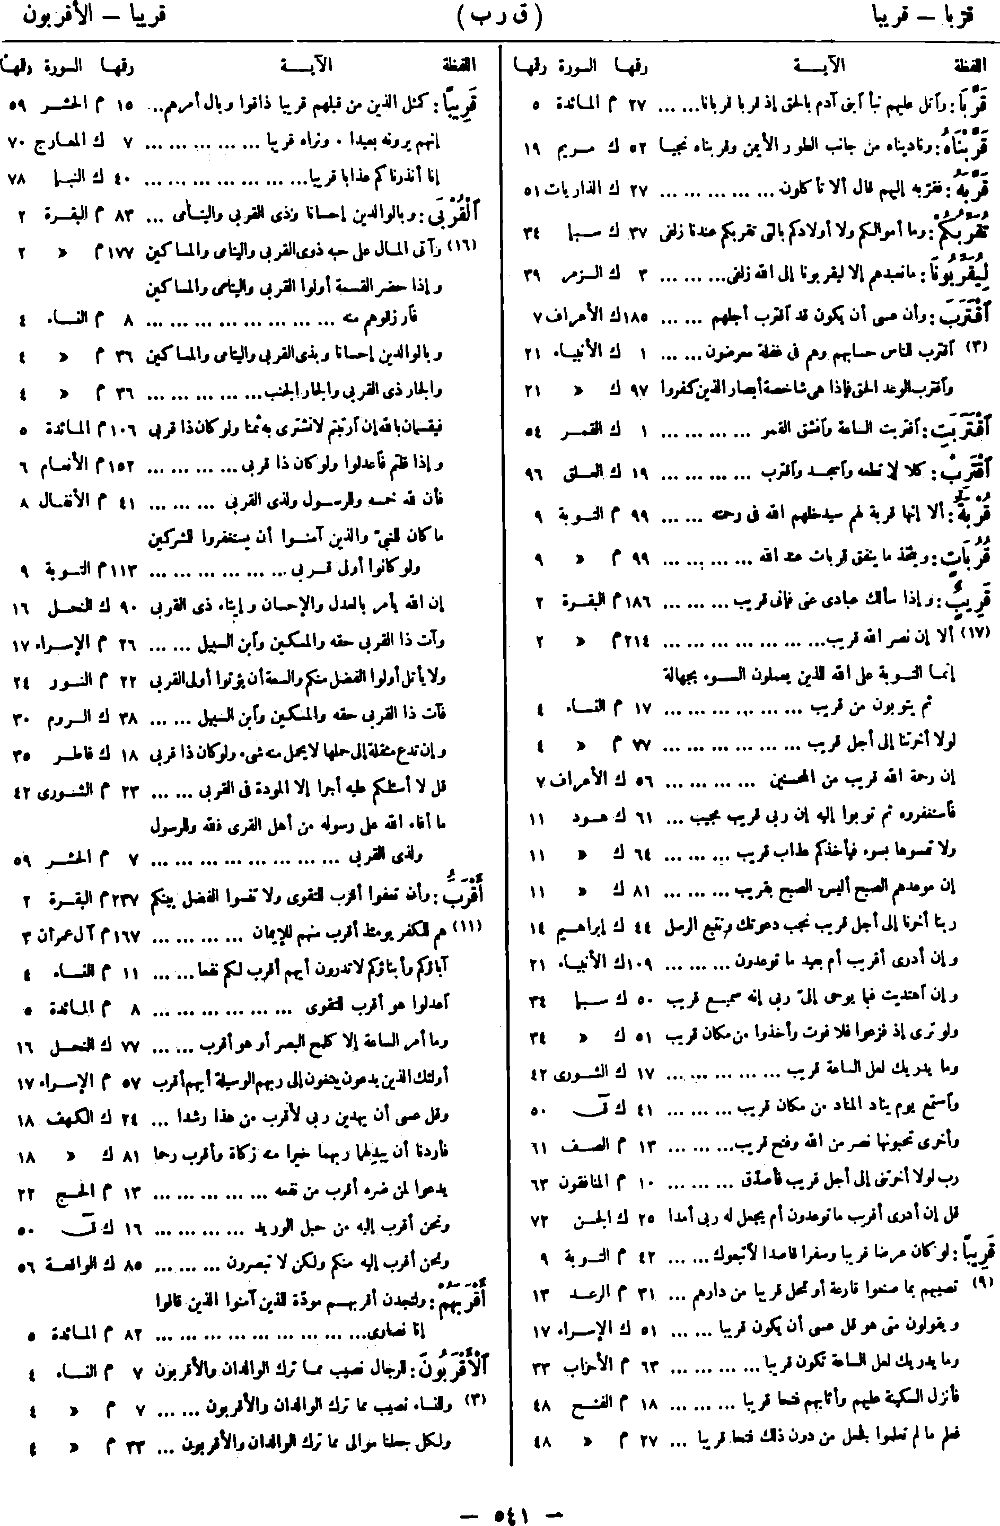 قربا – قريبا
( ق ر ب )
قريبا – الأقربون
اللفظة الآيـــة رقمها السورة رقمها
قَرَّبَا : وأتل عليهم نبأ أبنى آدم بالحق إذ قربا قربانا ... ... ٢٧ م المائدة ٥
قَرَّبْنَاهُ : وناديناه من جانب الطور الأيمن وقربناه نجيا ٥٢ ك مريم ١٩
قَرَّبَهُ : فقربه إليهم قال ألا تأكلون ... ... ... ... ٢٧ ك الذاريات ٥١
تُقَرِّبُكُمْ : وما أموالكم ولا أولادكم بالتى تقربكم عندنا زلفى ٣٧ ك سبا ٣٤
لِيُقَرِّبُونَا : مانعبدهم إلا ليقربونا إلى الله زلفى ... ... ٣ ك الزمر ٣٩
اَقْتَرَبَ : وأن عسى أن يكون قد أقترب أجلهم ... ... ١٨٥ ك الأعراف ٧
(٣) أقترب للناس حسابهم وهم فى غفلة معرضون ... ... ١ ك الأنبياء ٢١
وأقترب الوعد الحق فإذا هى شاخصة أبصار الذين كفروا ٩٧ ك » ٢١
اَقْتَرَبَتِ : أقتربت الساعة وأنشق القمر ... ... ... ... ١ ك القمر ٥٤
اَقْتَرِبْ : كلا لا تطعه وأسجد وأقترب ... ... ... ١٩ ك العلق ٩٦
قُرْبَةٌ : ألا إنها قربة لهم سيدخلهم الله فى رحمته ... ... ٩٩ م التوبة ٩
قُرُبَاتٍ : ويتخذ ما ينفق قربات عند الله ... ... ... ٩٩ م » ٩
قَرِيبٌ : وإذا سألك عبادى عنى فإنى قريب ... ... ... ١٨٦ م البقرة ٢
(١٧) ألا إن نصر الله قريب ... ... ... ... ... ... ٢١٤ م » ٢
إنما التوبة على الله للذين يعملون السوء بجهالة
ثم يتوبون من قريب ... ... ... ... ... ... ١٧ م النساء ٤
لولا أخرتنا إلى أجل قريب ... ... ... ... ... ٧٧ م » ٤
إن رحمة الله قريب من المحسنين ... ... ... ... ٥٦ ك الأعراف ٧
فأستغفروه ثم توبوا إليه إن ربى قريب مجيب ... ٦١ ك هود ١١
ولا تمسوها بسوء فيأخذكم عذاب قريب ... ... ... ٦٤ ك » ١١
إن موعدهم الصبح أليس الصبح بقريب ... ... ... ٨١ ك » ١١
ربنا أخرنا إلى أجل قريب نجب دعوتك ونتبع الرسل ٤٤ ك إبراهيم ١٤
وإن أدرى أقريب أم بعيد ما توعدون ... ... ... ١٠٩ ك الأنبياء ٢١
وإن أهتديت فبما يوحى إلىّ ربى إنه سميع قريب ٥٠ ك سبا ٣٤
ولو ترى إذ فزعوا فلا فوت وأخذوا من مكان قريب ٥١ ك » ٣٤
وما يدريك لعل الساعة قريب ... ... ... ... ... ١٧ ك الشورى ٤٢
وأستمع يوم يناد المناد من مكان قريب ... ... ... ٤١ ك قۤ ٥٠
وأخرى تحبونها نصر من الله وفتح قريب ... ... ... ١٣ م الصف ٦١
رب لولا أخرتنى إلى أجل قريب فأصدّق ... ... ... ١٠ م المنافقون ٦٣
قل إن أدرى أقريب ما توعدون أم يجعل له ربى أمدا ٢٥ ك الجن ٧٢
قَرِيبًا : لو كان عرضا قريبا وسفرا قاصدا لأتبعوك ... ... ٤٢ م التوبة ٩
(٩) تصيبهم بما صنعوا قارعة أو تحل قريبا من دارهم ... ٣١ م الرعد ١٣
ويقولون متى هو قل عسى أن يكون قريبا ... ... ٥١ ك الإسراء ١٧
وما يدريك لعل الساعة تكون قريبا ... ... ... ... ٦٣ م الأحزاب ٣٣
فأنزل السكينة عليهم وأثابهم فتحا قريبا ... ... ... ١٨ م الفتح ٤٨
فعلم ما لم تعلموا فجعل من دون ذلك فتحا قريبا ... ٢٧ م » ٤٨
اللفظة الآيـــة رقمها السورة رقمها
قَرِيبًا : كمثل الذين من قبلهم قريبا ذاقوا وبال أمرهم ... ١٥ م الحشر ٥٩
إنهم يرونه بعيدا ٠ ونراه قريبا ... ... ... ... ... ٧ ك المعارج ٧٠
إنا أنذرناكم عذابا قريبا ... ... ... ... ... ... ٤٠ ك النبإ ٧٨
اَلْقُرْبَى : وبالوالدين إحسانا وذى القربى واليتامى ... ٨٣ م البقرة ٢
(١٦) وآتى المال على حبه ذوى القربى واليتامى والمساكين ١٧٧ م » ٢
وإذا حضر القسمة أولوا القربى واليتامى والمساكين
فأرزقوهم منه ... ... ... ... ... ... ... ... ٨ م النساء ٤
وبالوالدين إحسانا وبذى القربى واليتامى والمساكين ٣٦ م » ٤
والجار ذى القربى والجار الجنب ... ... ... ... ... ٣٦ م » ٤
فيقسمان بالله إن أرتبتم لا نشترى به ثمنا ولو كان ذا قربى ١٠٦ م المائدة ٥
وإذا قلتم فأعدلوا ولو كان ذا قربى ... ... ... ... ١٥٢ م الأنعام ٦
فأن لله خمسه وللرسول ولذى القربى ... ... ... ٤١ م الأنفال ٨
ما كان للنبىّ والذين آمنوا أن يستغفروا للمشركين
ولو كانوا أولى قربى ... ... ... ... ... ... ١١٣ م التوبة ٩
إن الله يأمر بالعدل والإحسان وإيتاء ذى القربى ٩٠ ك النحل ١٦
وآت ذا القربى حقه والمسكين وأبن السبيل ... ... ٢٦ م الإسراء ١٧
ولا يأتل أولوا الفضل منكم والسعة أن يؤتوا أولى القربى ٢٢ م النور ٢٤
فآت ذا القربى حقه والمسكين وأبن السبيل ... ... ٣٨ ك الروم ٣٠
وإن تدع مثقلة إلى حملها لا يحمل منه شىء ولو كان ذا قربى ١٨ ك فاطر ٣٥
قل لا أسئلكم عليه أجرا إلا المودة فى القربى ... ... ٢٣ م الشورى ٤٢
ما أفاء الله على رسوله من أهل القرى فلله وللرسول
ولذى القربى ... ... ... ... ... ... ... ... ٧ م الحشر ٥٩
أَقْرَبُ : وأن تعفوا أقرب للتقوى ولا تنسوا الفضل بينكم ٢٣٧ م البقرة ٢
(١١) هم للكفر يومئذ أقرب منهم للإيمان ... ... ... ... ١٦٧ م آل عمران ٣
آباؤكم وأبناؤكم لا تدرون أيهم أقرب لكم نفعا ... ... ١١ م النساء ٤
أعدلوا هو أقرب للتقوى ... ... ... ... ... ... ... ٨ م المائدة ٥
وما أمر الساعة إلا كلمح البصر أو هو أقرب ... ... ٧٧ ك النحل ١٦
أولئك الذين يدعون يبتغون إلى ربهم الوسيلة أيهم أقرب ٥٧ م الإسراء ١٧
وقل عسى أن يهدين ربى لأقرب من هذا رشدا ... ٢٤ ك الكهف ١٨
فأردنا أن يبدلهما ربهما خيرا منه زكاة وأقرب رحما ٨١ ك » ١٨
يدعوا لمن ضره أقرب من نفعه ... ... ... ... ... ١٣ م الحج ٢٢
ونحن أقرب إليه من حبل الوريد ... ... ... ... ١٦ ك قۤ ٥٠
ونحن أقرب إليه منكم ولكن لا تبصرون ... ... ... ٨٥ ك الواقعة ٥٦
أَقْرَبَهُمْ : ولتجدن أقربهم مودّة للذين آمنوا الذين قالوا
إنا نصارى ... ... ... ... ... ... ... ... ٨٢ م المائدة ٥
اَلْأَقْرَبُونَ : للرجال نصيب مما ترك الوالدان والأقربون ٧ م النساء ٤
(٣) وللنساء نصيب مما ترك الوالدان والأقربون ... ... ٧ م » ٤
ولكل جعلنا موالى مما ترك الوالدان والأقربون ... ٣٣ م » ٤
– ٥٤١ –